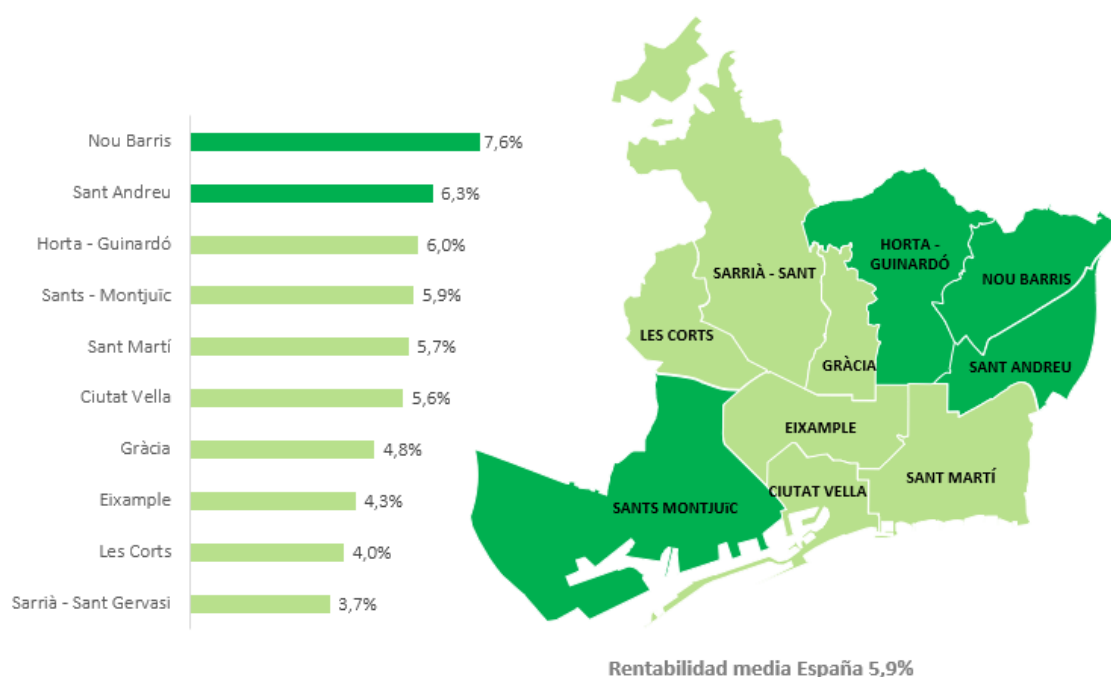 Nou Barris
7,6%
Sant Andreu
6,3%
Horta - Guinardó
6,0%
Sants - Montjuïc
5,9%
Sant Martí
5,7%
Ciutat Vella
5,6%
Gràcia
4,8%
Eixample
4,3%
Les Corts
4,0%
Sarrià - Sant Gervasi
3,7%
HORTA -
GUINARDÓ
SARRIÀ - SANT
NOU BARRIS
LES CORTS
GRÀCIA
SANT ANDREU
EIXAMPLE
SANT MARTÍ
CIUTAT VELLA
SANTS MONTJUïC
Rentabilidad media España 5,9%